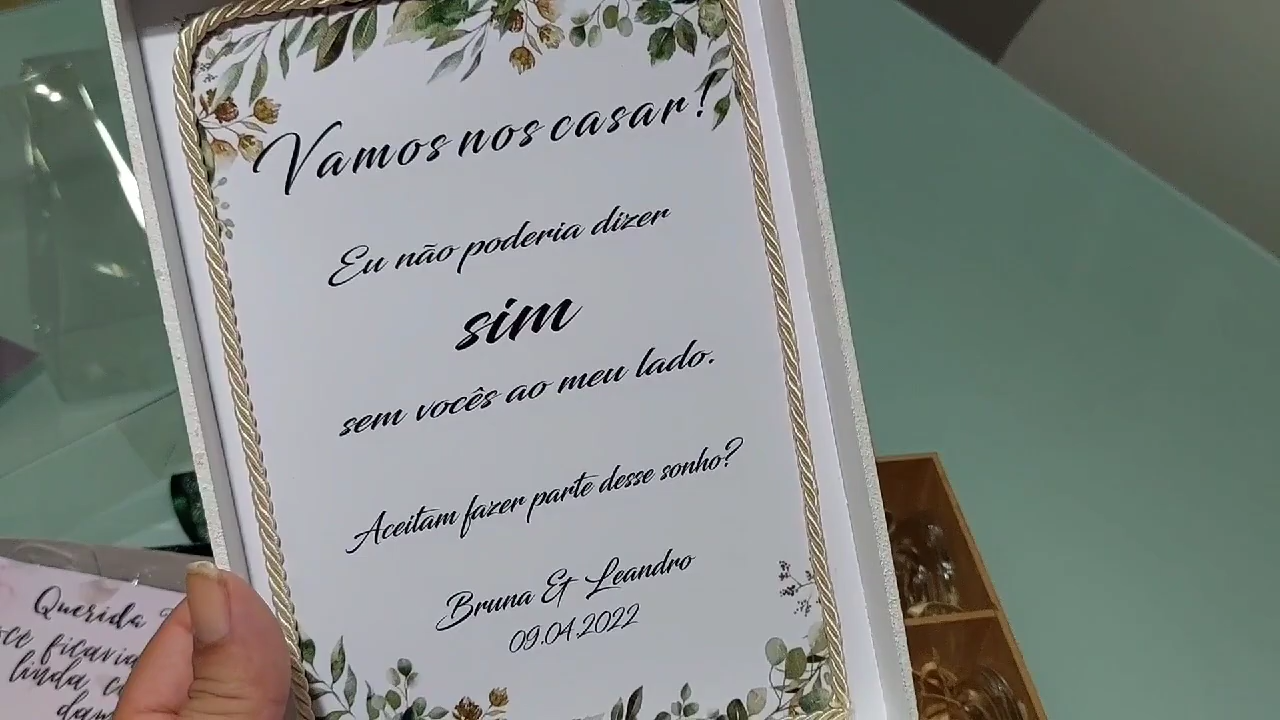 Vamos nos casar!
Eu não poderia dizer
sim
sem vocês ao meu lado.
Aceitam fazer parte desse sonho?
Bruna & Leandro
09.04.2022
Querida
ficaria
linda